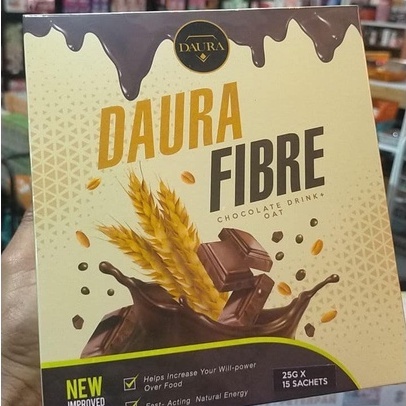 DAURA
DAURA
FIBRE
CHOCOLATE DRINK+
OAT
NEW
IMPROVED
Helps Increase Your Will-power
Over Food
Fast- Acting Natural Energy
25G X
15 SACHETS